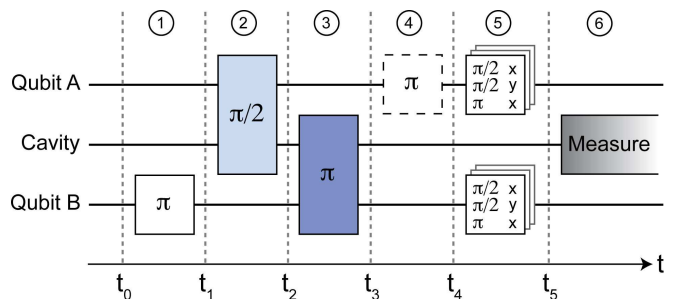 1 2 3 4 5 6
Qubit A
π/2
π
π/2 x
π/2 y
π x
Cavity
π
Measure
Qubit B
π
π/2 x
π/2 y
π x
t
t0 t1 t2 t3 t4 t5